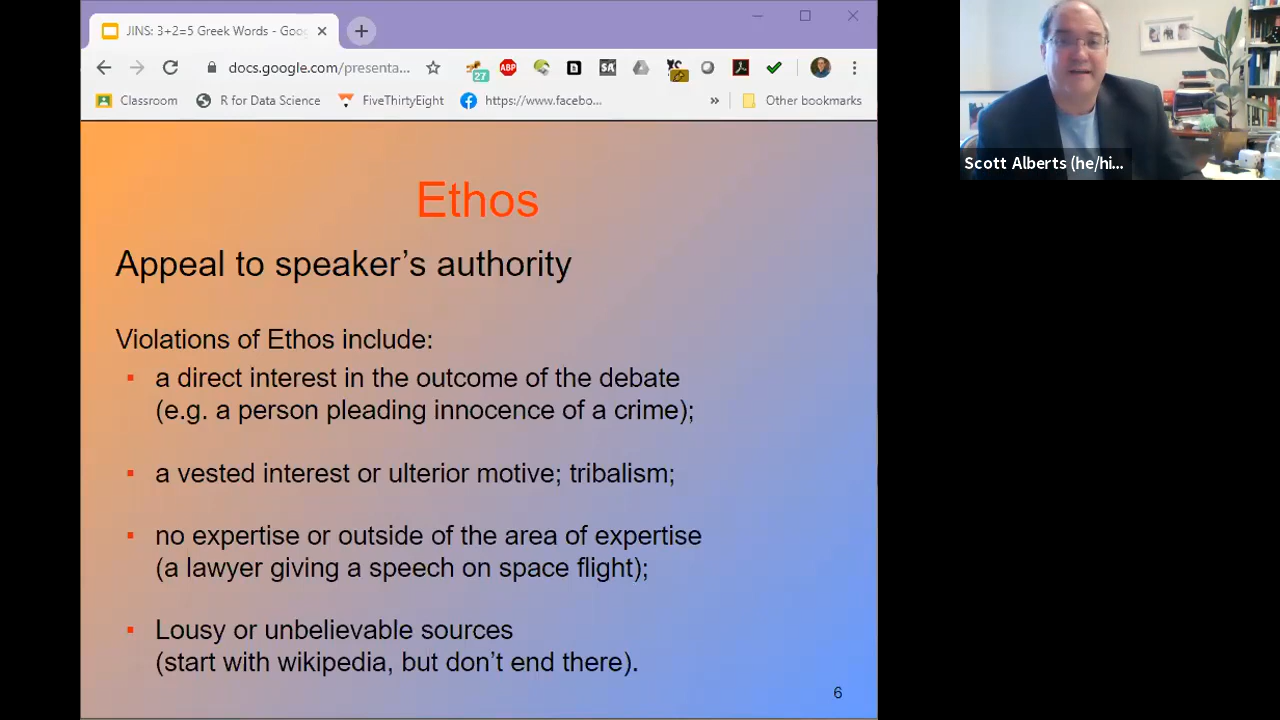 JINS: 3+2=5 Greek Words - Goog
docs.google.com/presenta...
27
ABP
Classroom
R for Data Science
FiveThirtyEight
https://www.facebo...
»
Other bookmarks
Scott Alberts (he/hi...
Ethos
Appeal to speaker's authority
Violations of Ethos include:
▪ a direct interest in the outcome of the debate
(e.g. a person pleading innocence of a crime);
▪ a vested interest or ulterior motive; tribalism;
▪ no expertise or outside of the area of expertise
(a lawyer giving a speech on space flight);
▪ Lousy or unbelievable sources
(start with wikipedia, but don't end there).
6